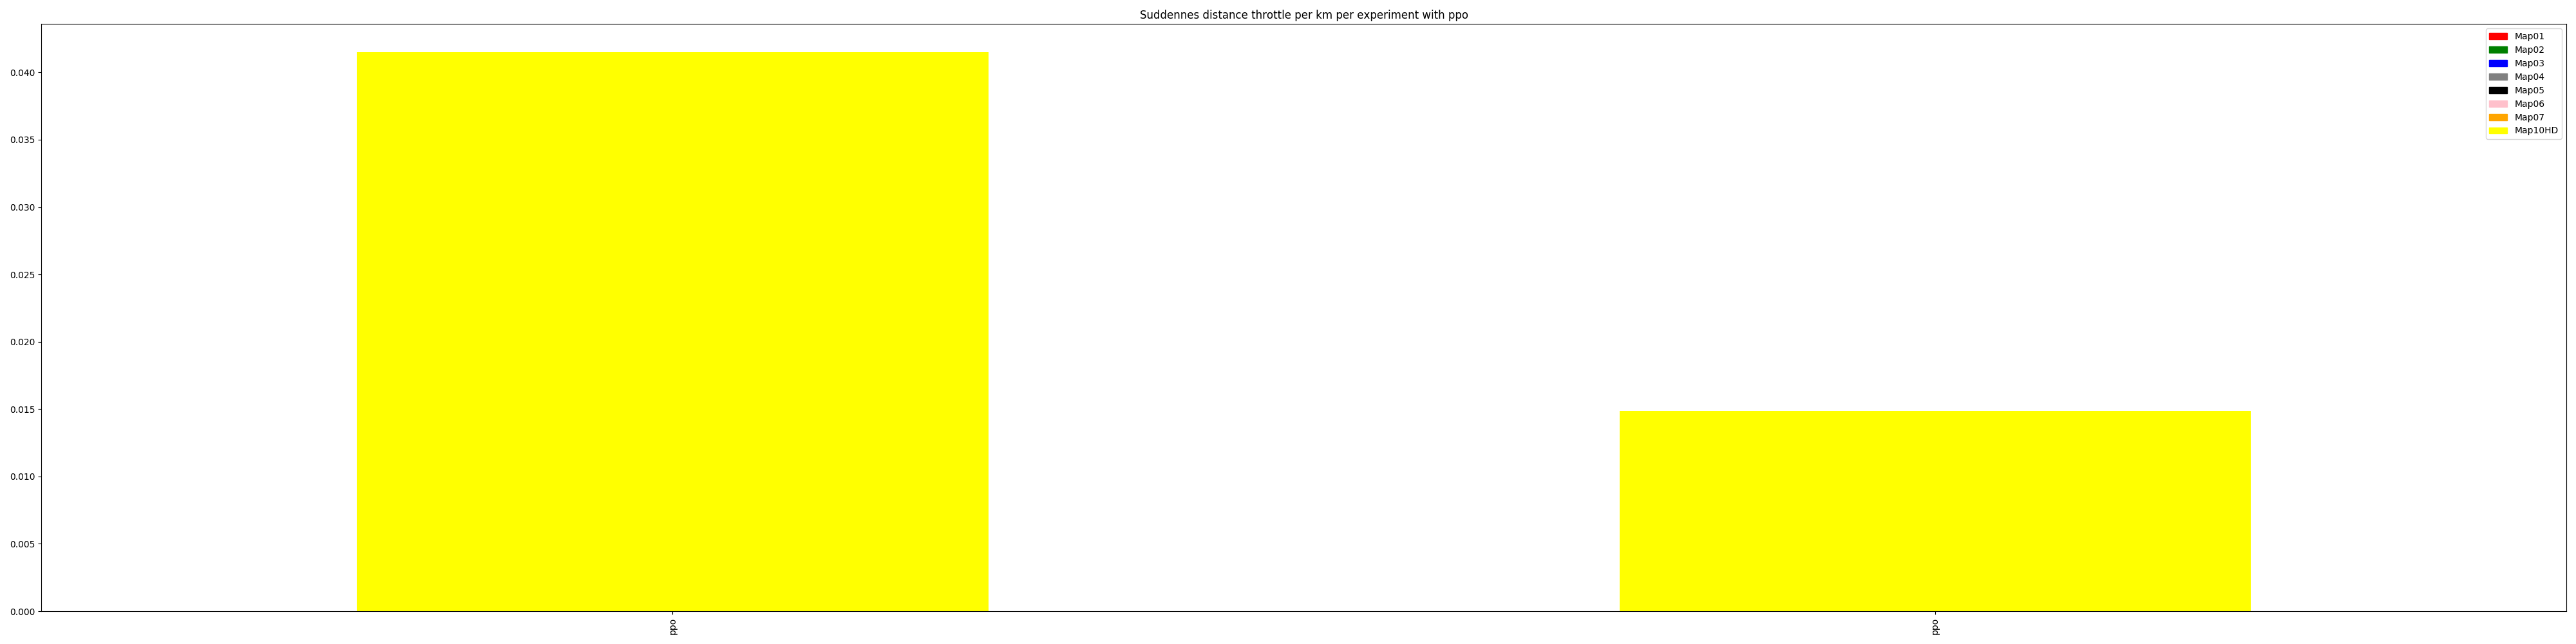 Suddennes distance throttle per km per experiment with ppo
Map01
Map02
Map03
Map04
Map05
Map06
Map07
Map10HD
0.040
0.035
0.030
0.025
0.020
0.015
0.010
0.005
0.000
ppo
ppo